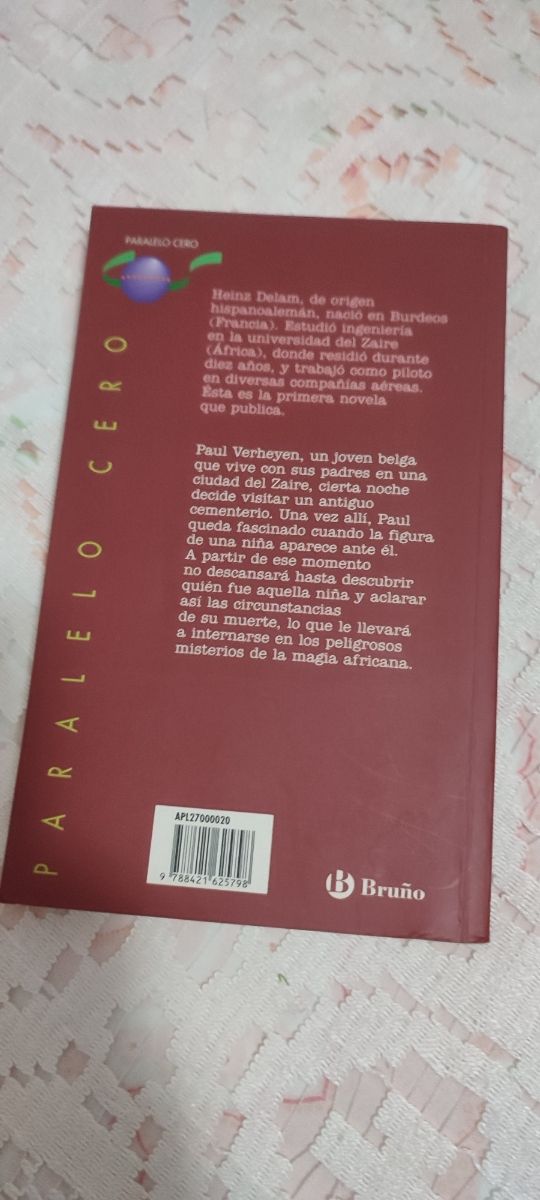 PARALELO CERO
Heinz Delam, de origen
hispanoalemán, nació en Burdeos
(Francia). Estudió ingeniería
en la universidad del Zaire
(África), donde residió durante
diez años, y trabajó como piloto
en diversas compañías aéreas.
Ésta es la primera novela
que publica.
Paul Verheyen, un joven belga
que vive con sus padres en una
ciudad del Zaire, cierta noche
decide visitar un antiguo
cementerio. Una vez allí, Paul
queda fascinado cuando la figura
de una niña aparece ante él.
A partir de ese momento
no descansará hasta descubrir
quién fue aquella niña y aclarar
así las circunstancias
de su muerte, lo que le llevará
a internarse en los peligrosos
misterios de la magia africana.
PARALELO CERO
APL27000020
9 788421 625798
B Bruño